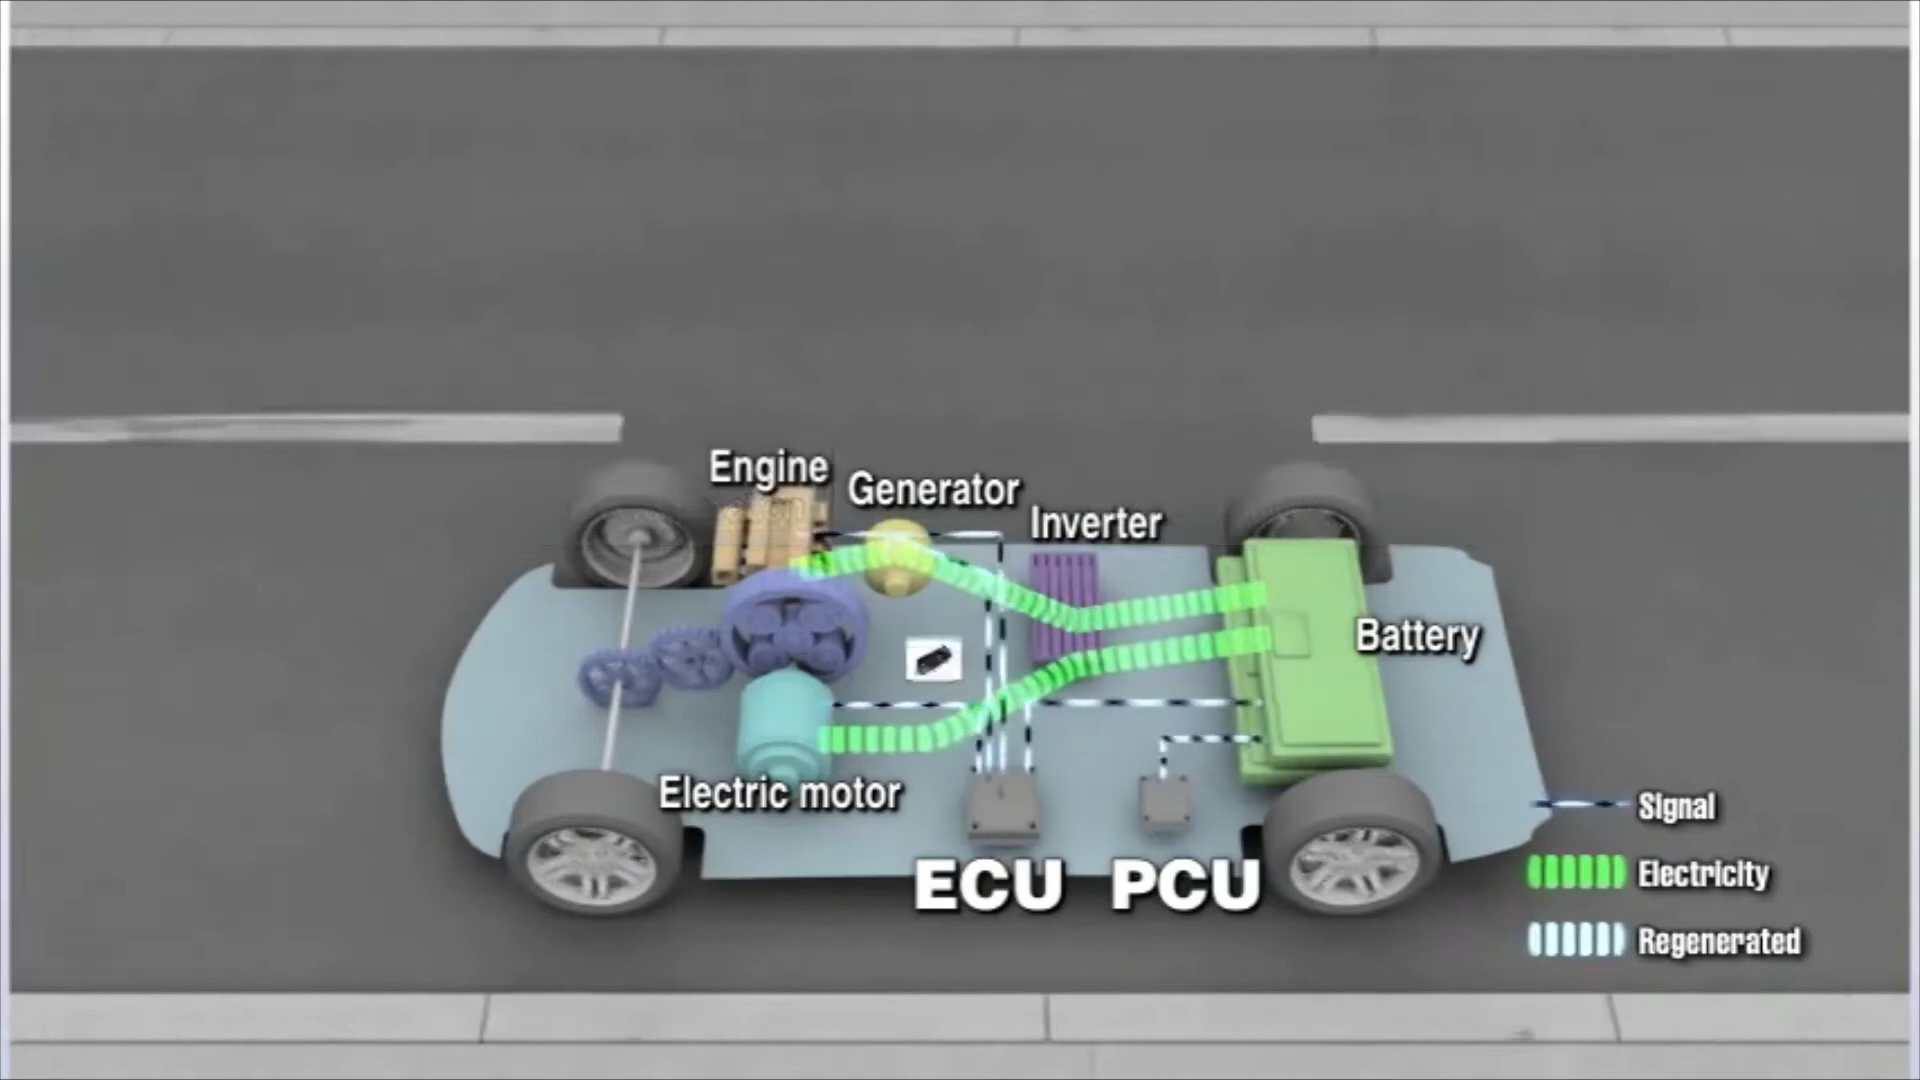 Engine
Generator
Inverter
Battery
Electric motor
ECU PCU
Signal
Electricity
Regenerated